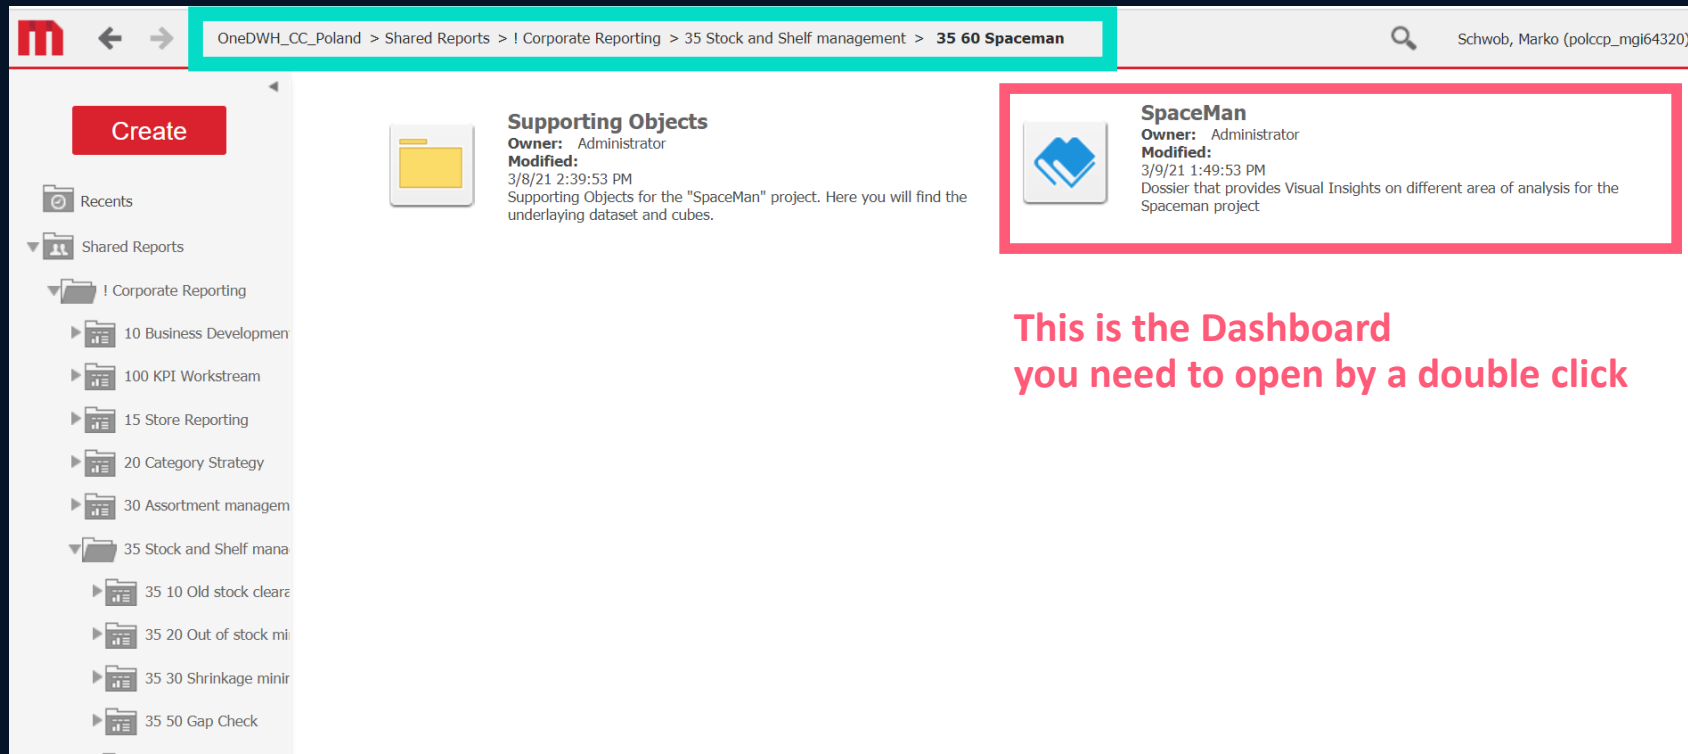 OneDWH_CC_Poland > Shared Reports > ! Corporate Reporting > 35 Stock and Shelf management > 35 60 Spaceman
Schwob, Marko (polccp_mgi64320)
Create
Recents
Shared Reports
! Corporate Reporting
10 Business Developmen
100 KPI Workstream
15 Store Reporting
20 Category Strategy
30 Assortment managem
35 Stock and Shelf mana
35 10 Old stock cleara
35 20 Out of stock mi
35 30 Shrinkage minir
35 50 Gap Check
Supporting Objects
Owner: Administrator
Modified:
3/8/21 2:39:53 PM
Supporting Objects for the "SpaceMan" project. Here you will find the
underlaying dataset and cubes.
SpaceMan
Owner: Administrator
Modified:
3/9/21 1:49:53 PM
Dossier that provides Visual Insights on different area of analysis for the
Spaceman project
This is the Dashboard
you need to open by a double click